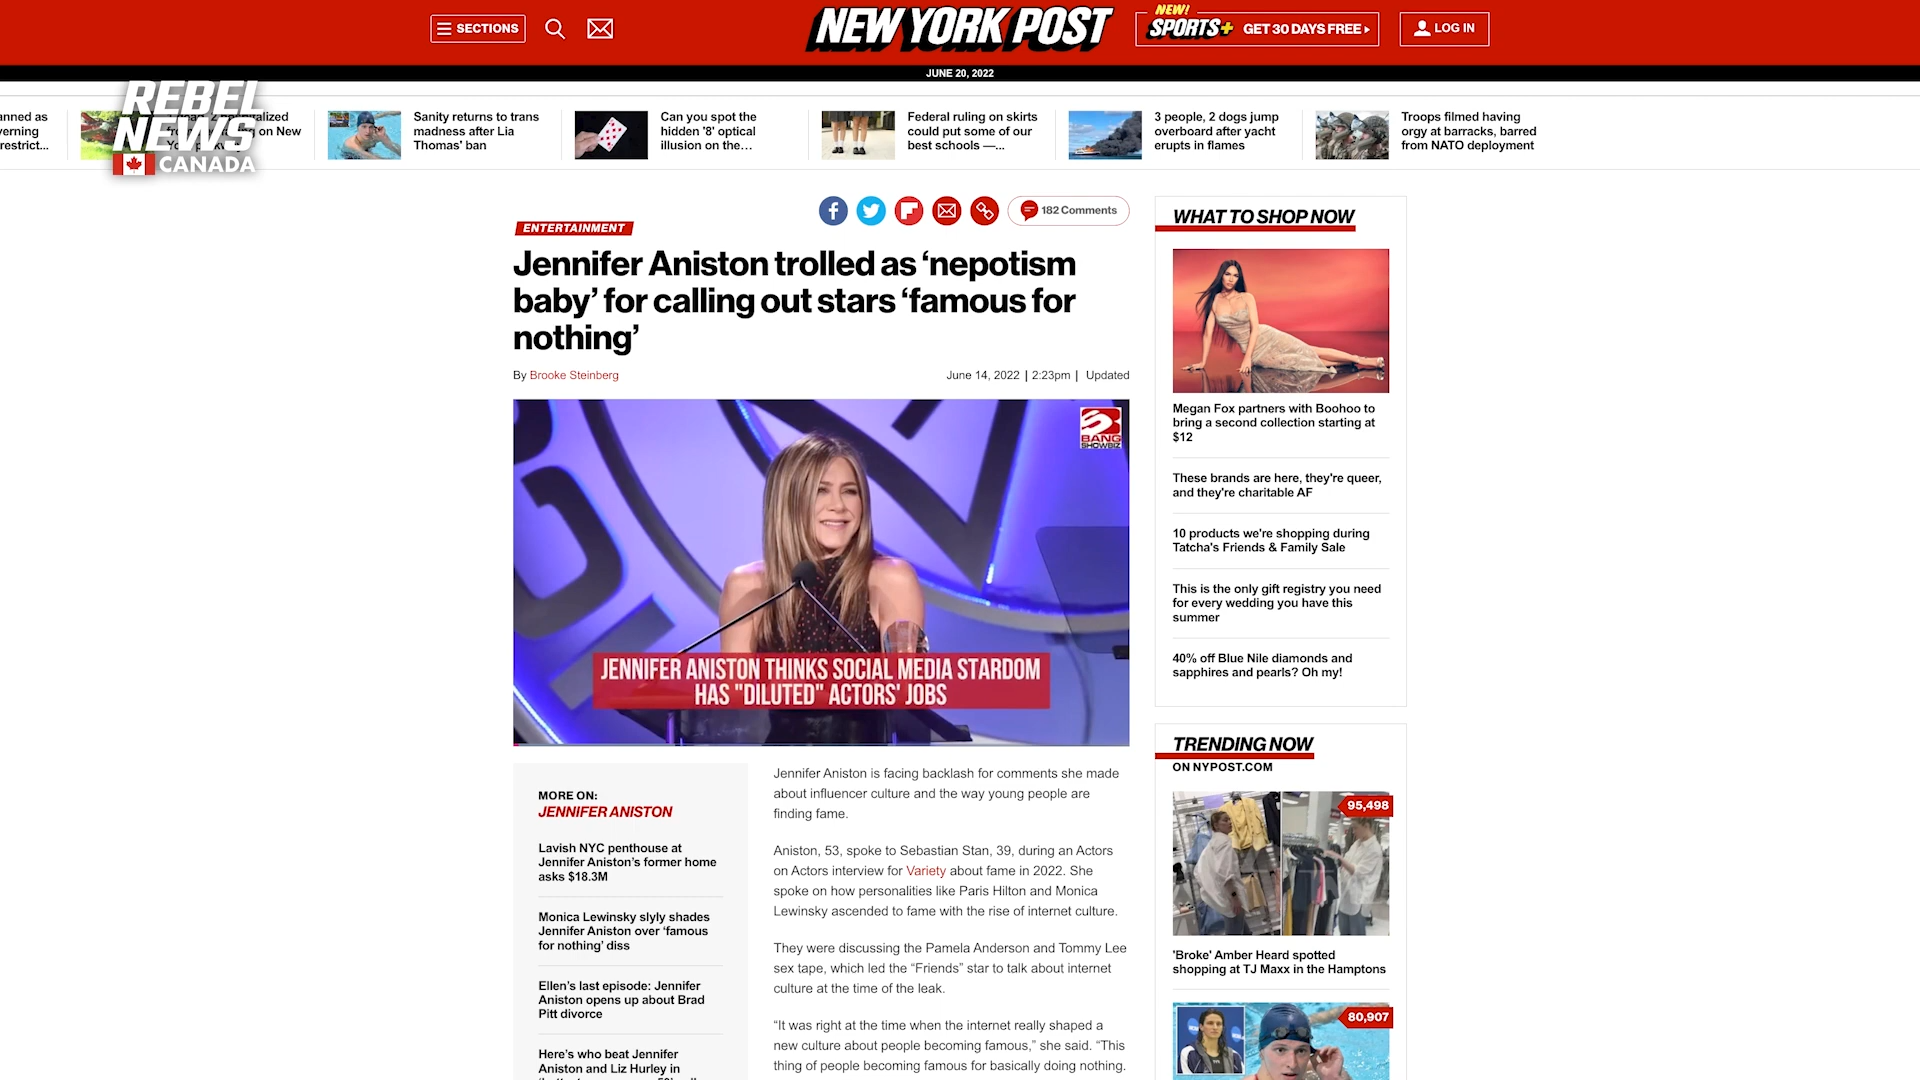 SECTIONS
NEW YORK POST
NEW!
SPORTS+
GET 30 DAYS FREE
LOG IN
JUNE 20, 2022
REBEL
NEWS
CANADA
anned as
verning
restrict...
on New
Sanity returns to trans
madness after Lia
Thomas' ban
Can you spot the
hidden '8' optical
illusion on the...
Federal ruling on skirts
could put some of our
best schools —...
3 people, 2 dogs jump
overboard after yacht
erupts in flames
Troops filmed having
orgy at barracks, barred
from NATO deployment
182 Comments
ENTERTAINMENT
Jennifer Aniston trolled as ‘nepotism
baby’ for calling out stars ‘famous for
nothing’
By Brooke Steinberg
June 14, 2022 | 2:23pm | Updated
BANG
SHOWBIZ
JENNIFER ANISTON THINKS SOCIAL MEDIA STARDOM
HAS "DILUTED" ACTORS' JOBS
MORE ON:
JENNIFER ANISTON
Lavish NYC penthouse at
Jennifer Aniston’s former home
asks $18.3M
Monica Lewinsky slyly shades
Jennifer Aniston over ‘famous
for nothing’ diss
Ellen’s last episode: Jennifer
Aniston opens up about Brad
Pitt divorce
Here’s who beat Jennifer
Aniston and Liz Hurley in
Jennifer Aniston is facing backlash for comments she made
about influencer culture and the way young people are
finding fame.
Aniston, 53, spoke to Sebastian Stan, 39, during an Actors
on Actors interview for Variety about fame in 2022. She
spoke on how personalities like Paris Hilton and Monica
Lewinsky ascended to fame with the rise of internet culture.
They were discussing the Pamela Anderson and Tommy Lee
sex tape, which led the “Friends” star to talk about internet
culture at the time of the leak.
“It was right at the time when the internet really shaped a
new culture about people becoming famous,” she said. “This
thing of people becoming famous for basically doing nothing.
WHAT TO SHOP NOW
Megan Fox partners with Boohoo to
bring a second collection starting at
$12
These brands are here, they're queer,
and they're charitable AF
10 products we're shopping during
Tatcha's Friends & Family Sale
This is the only gift registry you need
for every wedding you have this
summer
40% off Blue Nile diamonds and
sapphires and pearls? Oh my!
TRENDING NOW
ON NYPOST.COM
95,498
'Broke' Amber Heard spotted
shopping at TJ Maxx in the Hamptons
80,907